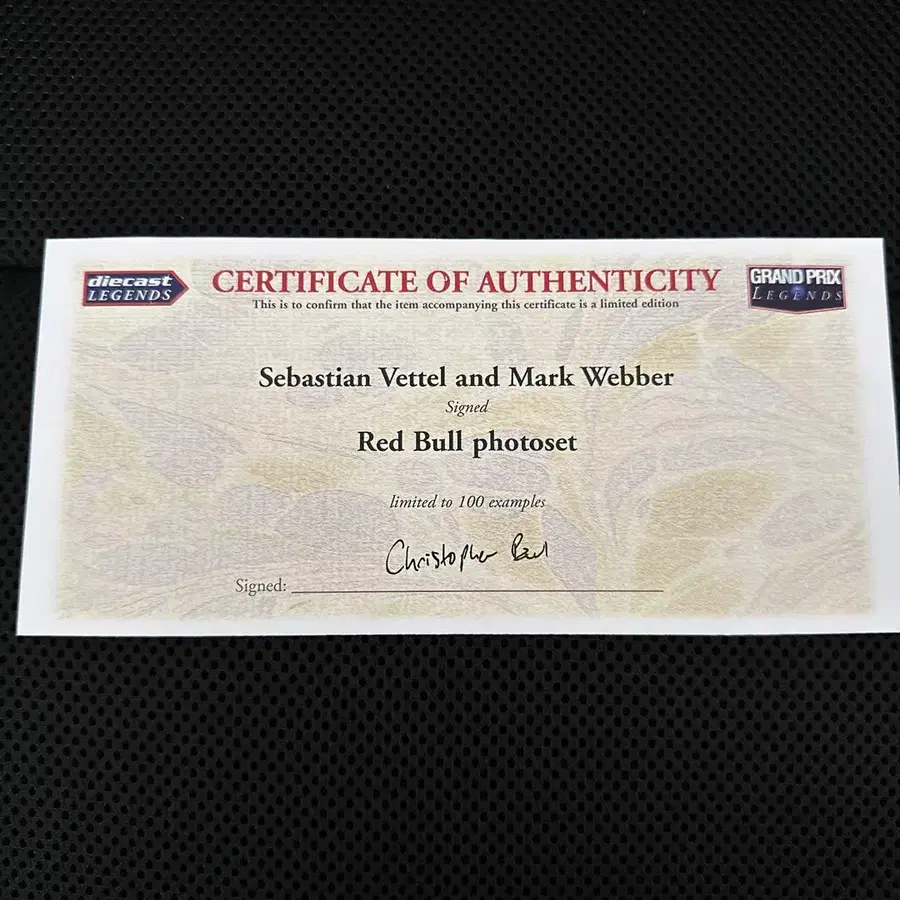 diecast
LEGENDS
CERTIFICATE OF AUTHENTICITY
GRAND PRIX
LEGENDS
This is to confirm that the item accompanying this certificate is a limited edition
Sebastian Vettel and Mark Webber
Signed
Red Bull photoset
limited to 100 examples
Christopher
Signed: